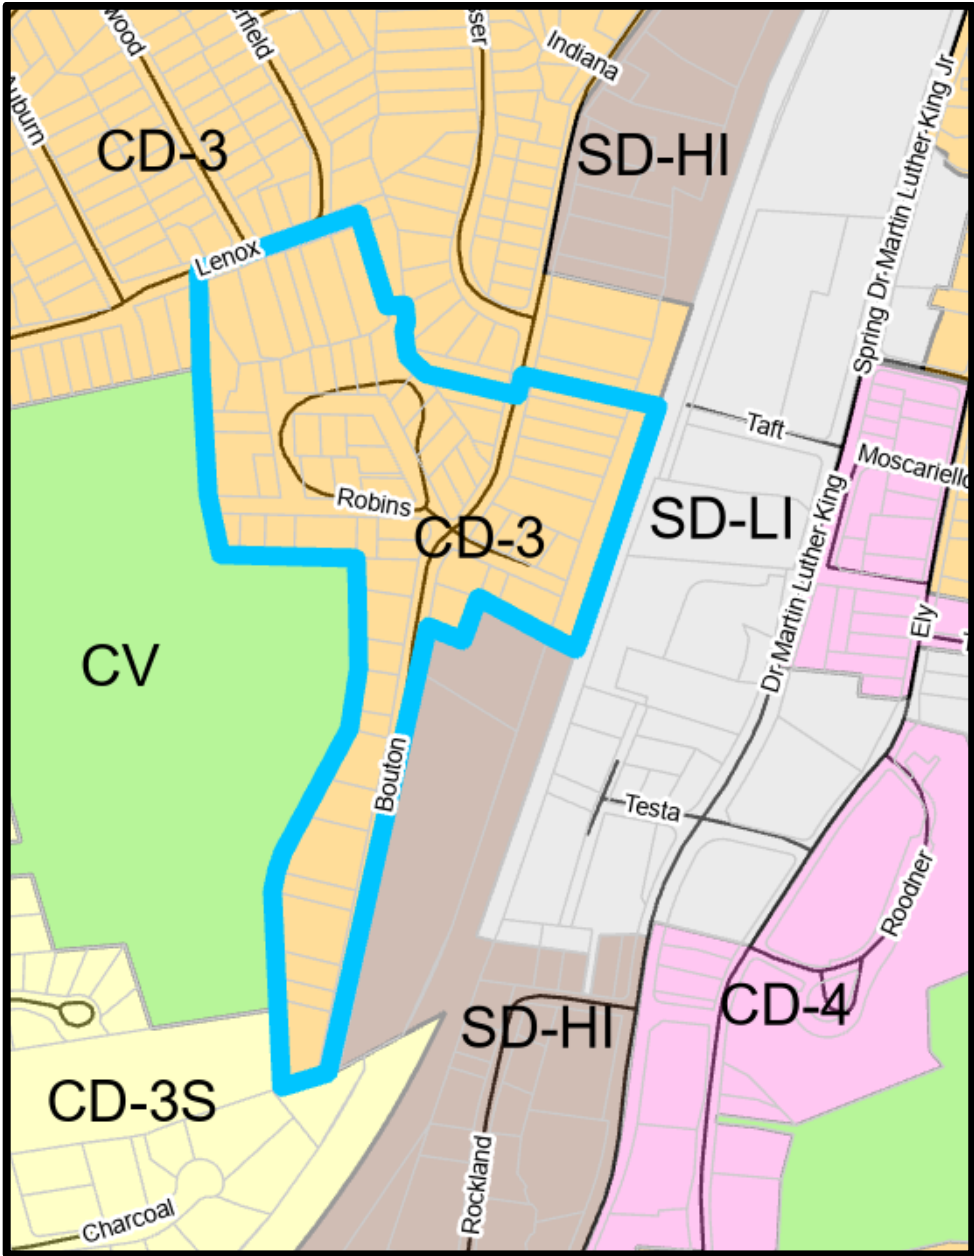 wood
erfield
ser
Indiana
Auburn
CD-3
SD-HI
Spring Dr Martin Luther King Jr
Lenox
Taft
Moscariello
Robins
CD-3
SD-LI
Dr Martin Luther King
Ely
CV
Bouton
Testa
Roodner
SD-HI
CD-4
CD-3S
Rockland
Charcoal